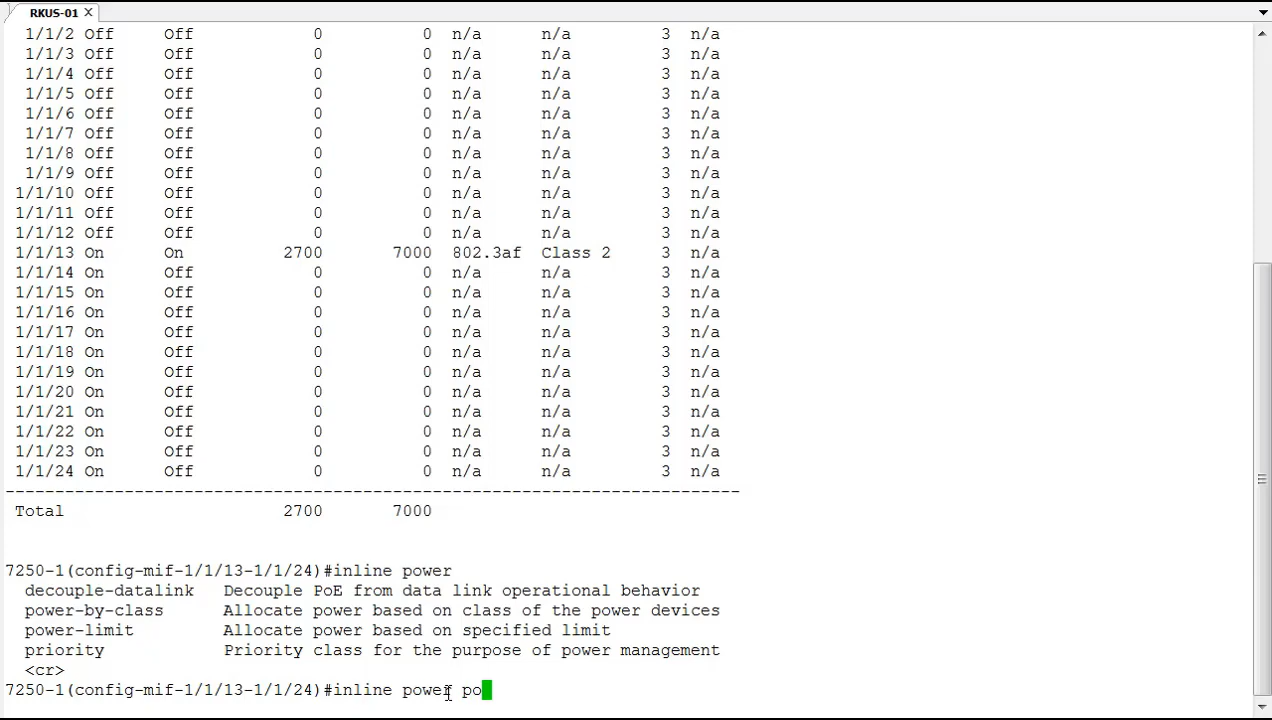 RKUS-01 X
1/1/2 Off Off 0 0 n/a n/a 3 n/a
1/1/3 Off Off 0 0 n/a n/a 3 n/a
1/1/4 Off Off 0 0 n/a n/a 3 n/a
1/1/5 Off Off 0 0 n/a n/a 3 n/a
1/1/6 Off Off 0 0 n/a n/a 3 n/a
1/1/7 Off Off 0 0 n/a n/a 3 n/a
1/1/8 Off Off 0 0 n/a n/a 3 n/a
1/1/9 Off Off 0 0 n/a n/a 3 n/a
1/1/10 Off Off 0 0 n/a n/a 3 n/a
1/1/11 Off Off 0 0 n/a n/a 3 n/a
1/1/12 Off Off 0 0 n/a n/a 3 n/a
1/1/13 On On 2700 7000 802.3af Class 2 3 n/a
1/1/14 On Off 0 0 n/a n/a 3 n/a
1/1/15 On Off 0 0 n/a n/a 3 n/a
1/1/16 On Off 0 0 n/a n/a 3 n/a
1/1/17 On Off 0 0 n/a n/a 3 n/a
1/1/18 On Off 0 0 n/a n/a 3 n/a
1/1/19 On Off 0 0 n/a n/a 3 n/a
1/1/20 On Off 0 0 n/a n/a 3 n/a
1/1/21 On Off 0 0 n/a n/a 3 n/a
1/1/22 On Off 0 0 n/a n/a 3 n/a
1/1/23 On Off 0 0 n/a n/a 3 n/a
1/1/24 On Off 0 0 n/a n/a 3 n/a
--------------------------------------------------------------------------
Total 2700 7000
7250-1(config-mif-1/1/13-1/1/24)#inline power
decouple-datalink Decouple PoE from data link operational behavior
power-by-class Allocate power based on class of the power devices
power-limit Allocate power based on specified limit
priority Priority class for the purpose of power management
<cr>
7250-1(config-mif-1/1/13-1/1/24)#inline power po